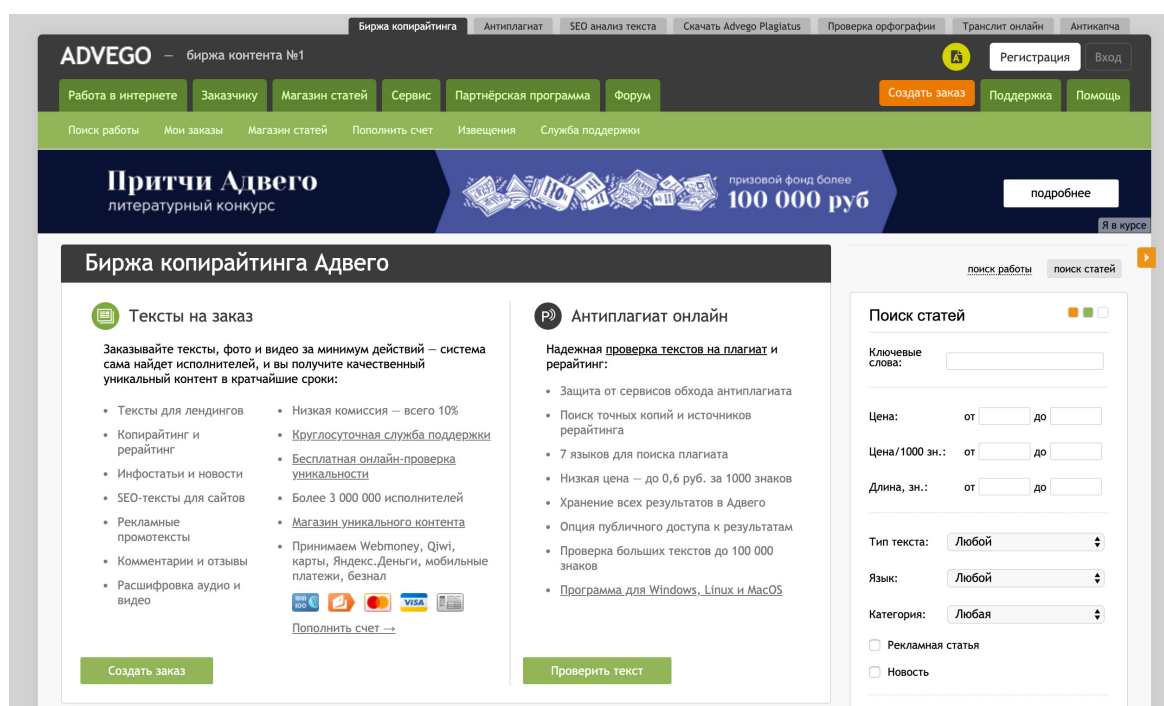 Биржа копирайтинга
Антиплагиат
SEO анализ текста
Скачать Advego Plagiatus
Проверка орфографии
Транслит онлайн
Антикапча
ADVEGO — биржа контента №1
Регистрация
Вход
Работа в интернете
Заказчику
Магазин статей
Сервис
Партнёрская программа
Форум
Создать заказ
Поддержка
Помощь
Поиск работы
Мои заказы
Магазин статей
Пополнить счет
Извещения
Служба поддержки
Притчи Адвего
литературный конкурс
призовой фонд более
100 000 руб
подробнее
Я в курсе
Биржа копирайтинга Адвего
поиск работы
поиск статей
Тексты на заказ
Заказывайте тексты, фото и видео за минимум действий — система
сама найдет исполнителей, и вы получите качественный
уникальный контент в кратчайшие сроки:
• Тексты для лендингов
• Копирайтинг и
рерайтинг
• Инфостатьи и новости
• SEO-тексты для сайтов
• Рекламные
промотексты
• Комментарии и отзывы
• Расшифровка аудио и
видео
• Низкая комиссия — всего 10%
• Круглосуточная служба поддержки
• Бесплатная онлайн-проверка
уникальности
• Более 3 000 000 исполнителей
• Магазин уникального контента
• Принимаем Webmoney, Qiwi,
карты, Яндекс.Деньги, мобильные
платежи, безнал
VISA
Пополнить счет →
Создать заказ
Антиплагиат онлайн
Надежная проверка текстов на плагиат и
рерайтинг:
• Защита от сервисов обхода антиплагиата
• Поиск точных копий и источников
рерайтинга
• 7 языков для поиска плагиата
• Низкая цена — до 0,6 руб. за 1000 знаков
• Хранение всех результатов в Адвего
• Опция публичного доступа к результатам
• Проверка больших текстов до 100 000
знаков
• Программа для Windows, Linux и MacOS
Проверить текст
Поиск статей
Ключевые
слова:
Цена: от до
Цена/1000 зн.: от до
Длина, зн.: от до
Тип текста: Любой
Язык: Любой
Категория: Любая
Рекламная статья
Новость